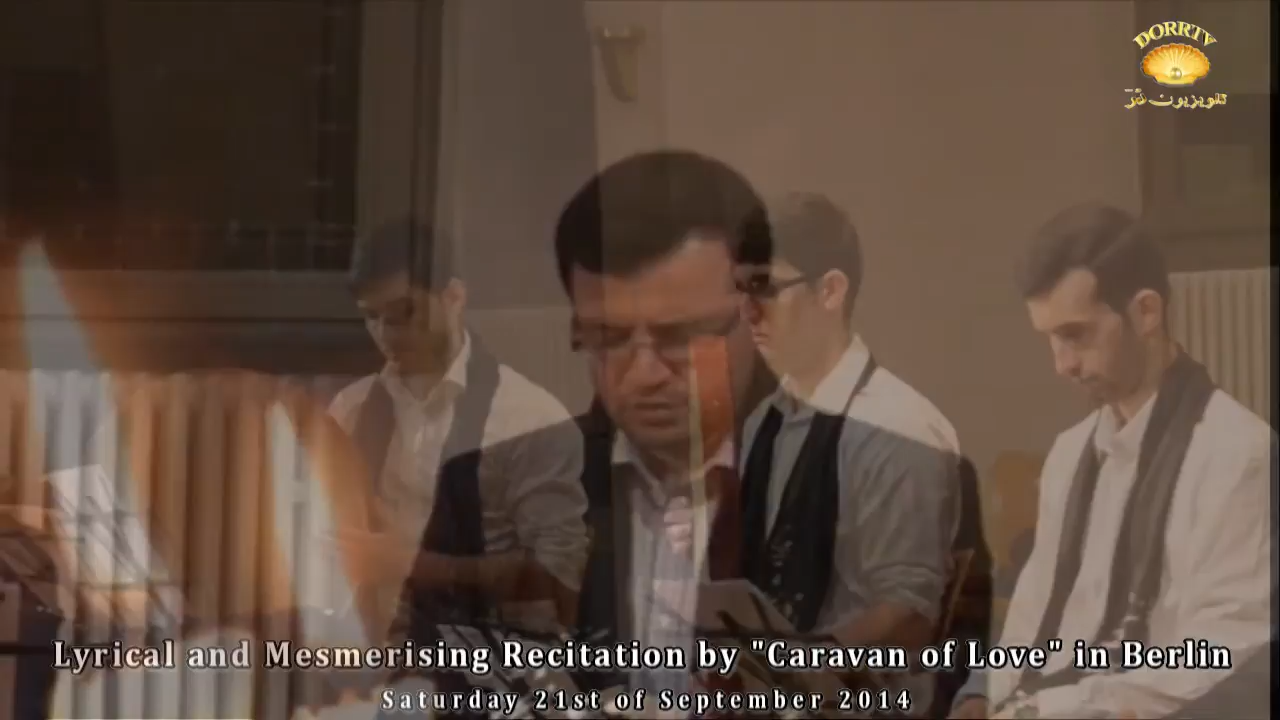 DORRTV
تلویزیون دُرّ
Lyrical and Mesmerising Recitation by "Caravan of Love" in Berlin
Saturday 21st of September 2014